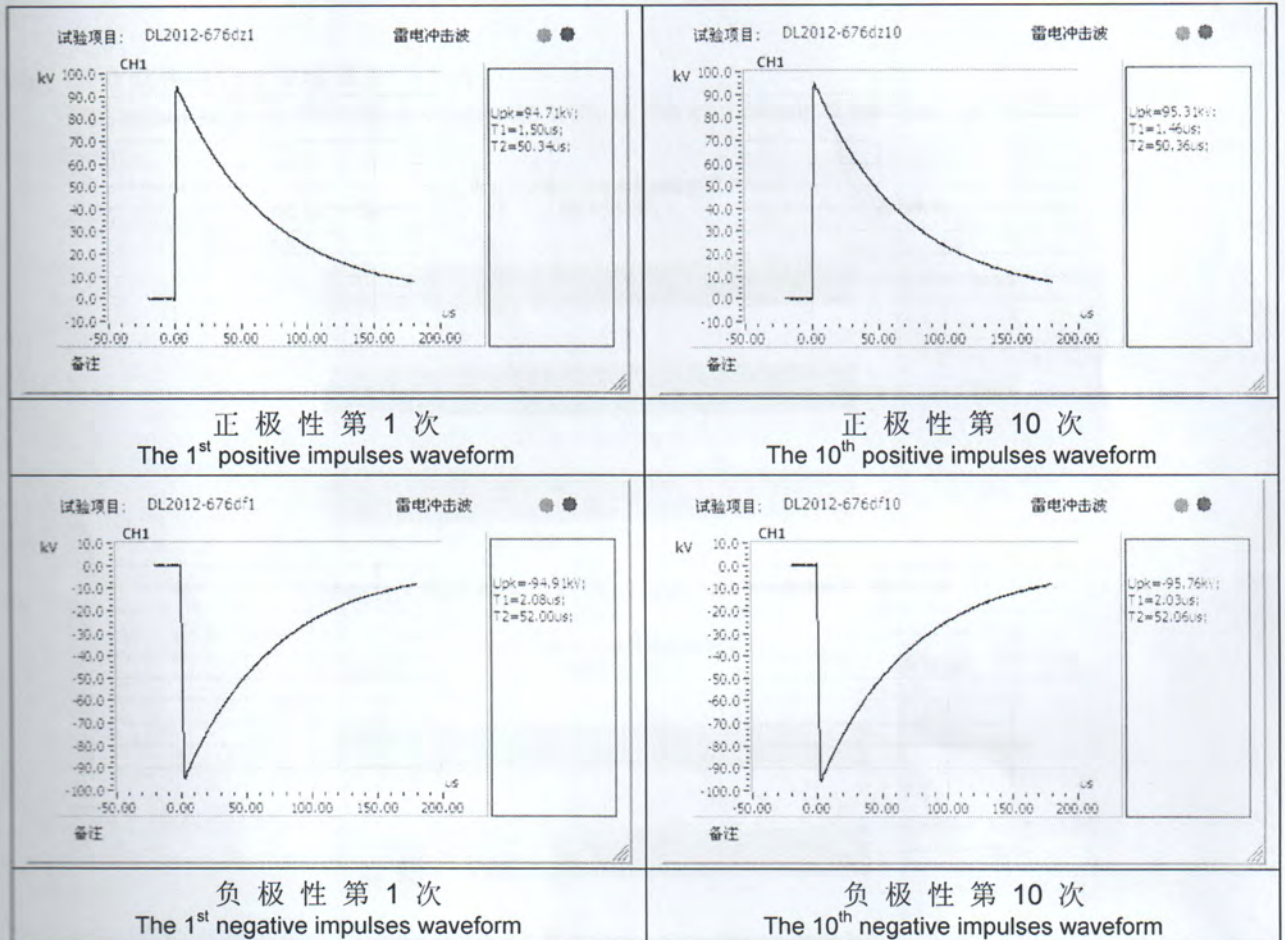 试验项目: DL2012-676dz1 雷电冲击波
kV CH1
100.0
90.0
80.0
70.0
60.0
50.0
40.0
30.0
20.0
10.0
0.0
-10.0
us
-50.00 0.00 50.00 100.00 150.00 200.00
Upk=94.71kV;
T1=1.50us;
T2=50.34us;
备注
正极性第1次
The 1st positive impulses waveform
试验项目: DL2012-676dz10 雷电冲击波
kV CH1
100.0
90.0
80.0
70.0
60.0
50.0
40.0
30.0
20.0
10.0
0.0
-10.0
us
-50.00 0.00 50.00 100.00 150.00 200.00
Upk=95.31kV;
T1=1.46us;
T2=50.36us;
备注
正极性第10次
The 10th positive impulses waveform
试验项目: DL2012-676df1 雷电冲击波
kV CH1
10.0
0.0
-10.0
-20.0
-30.0
-40.0
-50.0
-60.0
-70.0
-80.0
-90.0
-100.0
us
-50.00 0.00 50.00 100.00 150.00 200.00
Upk=-94.91kV;
T1=2.08us;
T2=52.00us;
备注
负极性第1次
The 1st negative impulses waveform
试验项目: DL2012-676df10 雷电冲击波
kV CH1
10.0
0.0
-10.0
-20.0
-30.0
-40.0
-50.0
-60.0
-70.0
-80.0
-90.0
-100.0
us
-50.00 0.00 50.00 100.00 150.00 200.00
Upk=-95.76kV;
T1=2.03us;
T2=52.06us;
备注
负极性第10次
The 10th negative impulses waveform